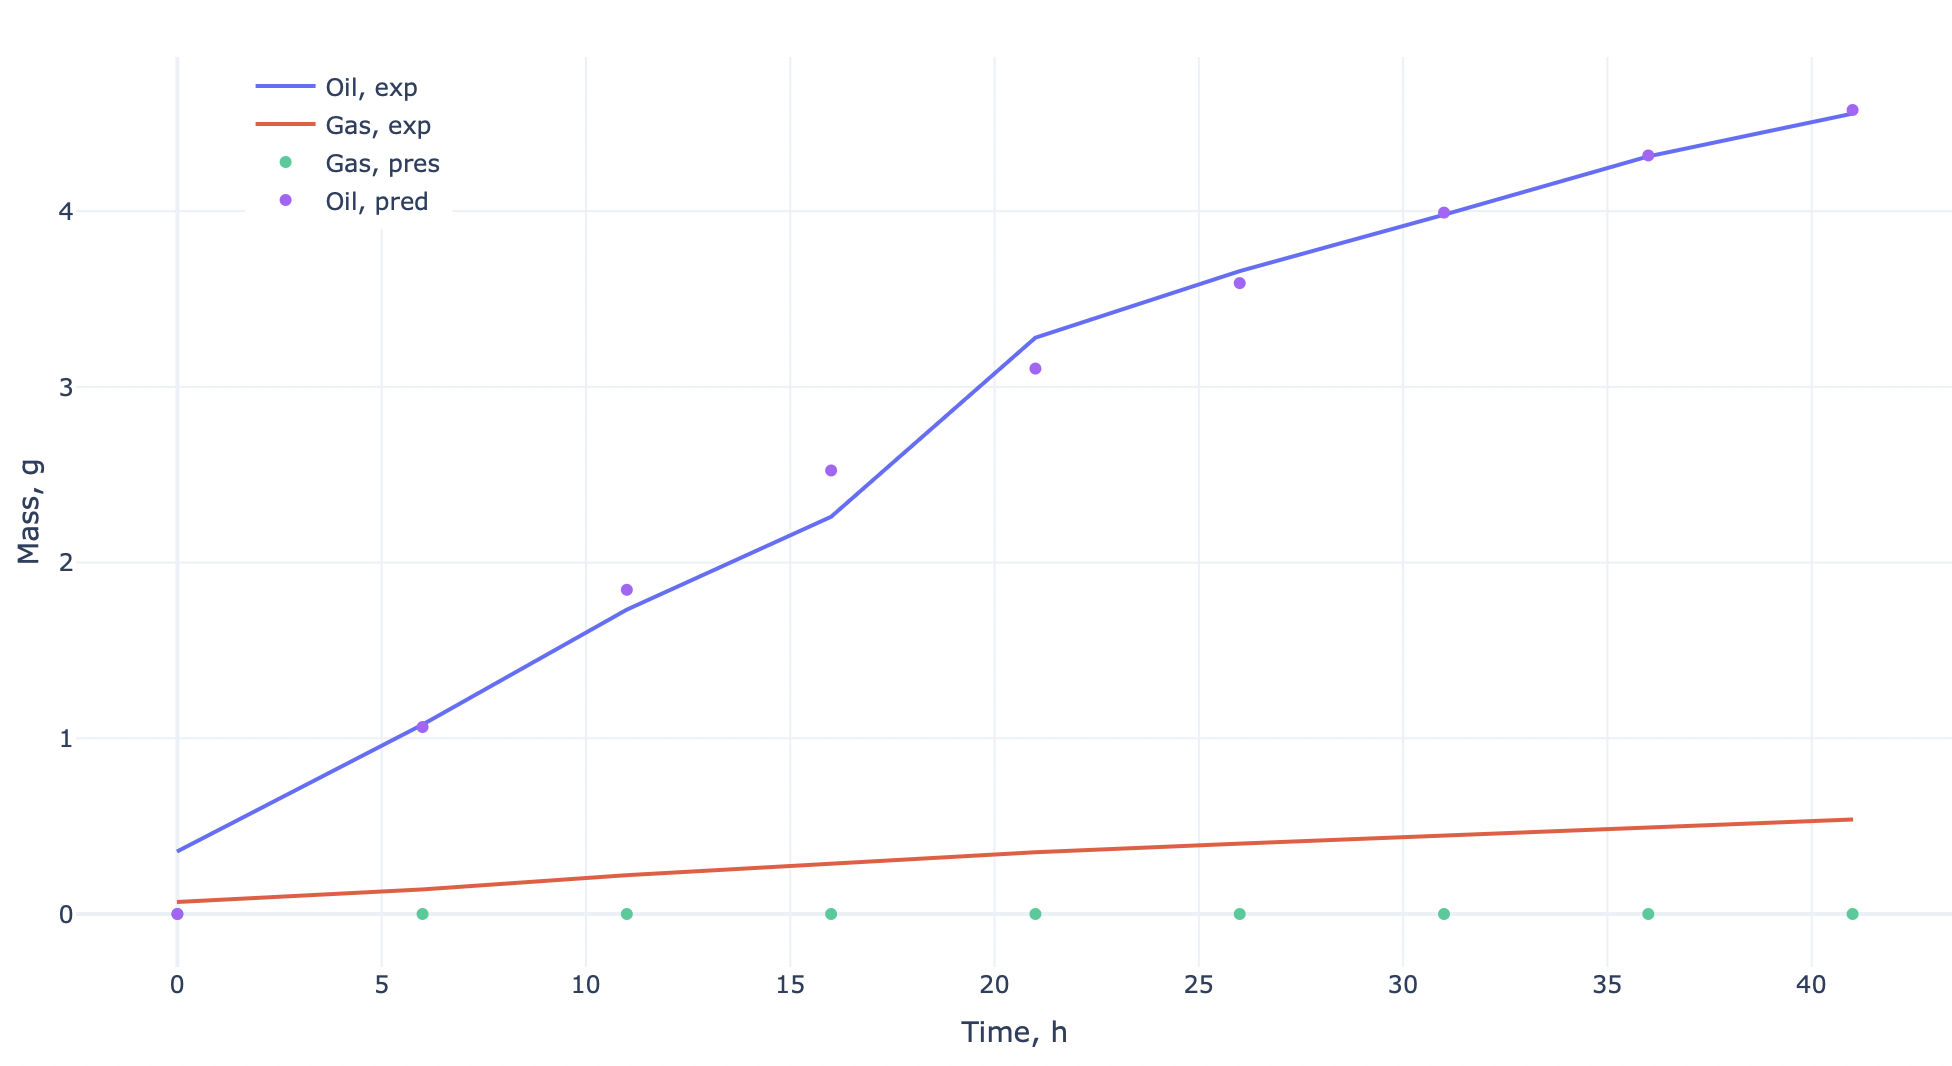 Oil, exp
Gas, exp
Gas, pres
Oil, pred
4
3
2
1
0
Mass, g
0 5 10 15 20 25 30 35 40
Time, h